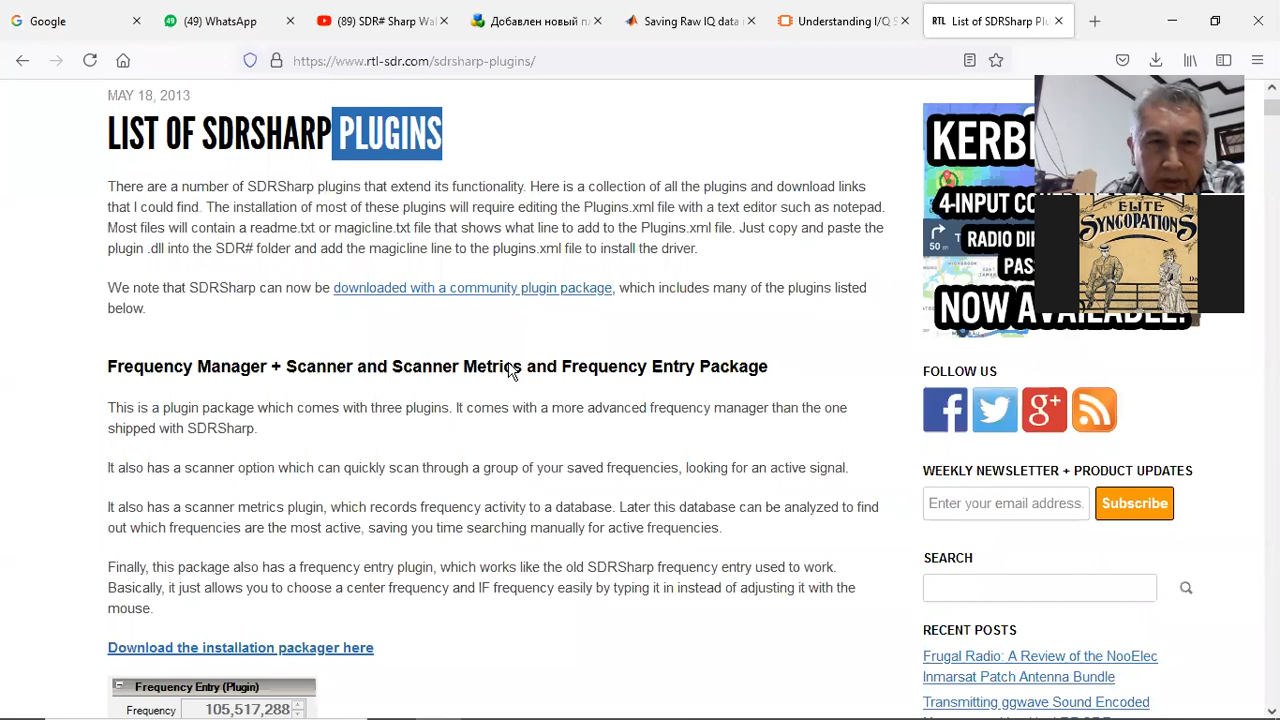 Google
(49) WhatsApp
(89) SDR# Sharp Wal
Добавлен новый пл
Saving Raw IQ data i
Understanding I/Q S
RTL List of SDRSharp Plu
https://www.rtl-sdr.com/sdrsharp-plugins/
MAY 18, 2013
LIST OF SDRSHARP PLUGINS
There are a number of SDRSharp plugins that extend its functionality. Here is a collection of all the plugins and download links
that I could find. The installation of most of these plugins will require editing the Plugins.xml file with a text editor such as notepad.
Most files will contain a readme.txt or magicline.txt file that shows what line to add to the Plugins.xml file. Just copy and paste the
plugin .dll into the SDR# folder and add the magicline line to the plugins.xml file to install the driver.
We note that SDRSharp can now be downloaded with a community plugin package, which includes many of the plugins listed
below.
Frequency Manager + Scanner and Scanner Metrics and Frequency Entry Package
This is a plugin package which comes with three plugins. It comes with a more advanced frequency manager than the one
shipped with SDRSharp.
It also has a scanner option which can quickly scan through a group of your saved frequencies, looking for an active signal.
It also has a scanner metrics plugin, which records frequency activity to a database. Later this database can be analyzed to find
out which frequencies are the most active, saving you time searching manually for active frequencies.
Finally, this package also has a frequency entry plugin, which works like the old SDRSharp frequency entry used to work.
Basically, it just allows you to choose a center frequency and IF frequency easily by typing it in instead of adjusting it with the
mouse.
Download the installation packager here
Frequency Entry (Plugin)
Frequency 105,517,288
KERB
4-INPUT CO
RADIO DI
50 m
PAS
NOW AVAILABLE!
ELITE
SYNCOPATIONS
FOLLOW US
WEEKLY NEWSLETTER + PRODUCT UPDATES
Enter your email address.
Subscribe
SEARCH
RECENT POSTS
Frugal Radio: A Review of the NooElec
Inmarsat Patch Antenna Bundle
Transmitting ggwave Sound Encoded